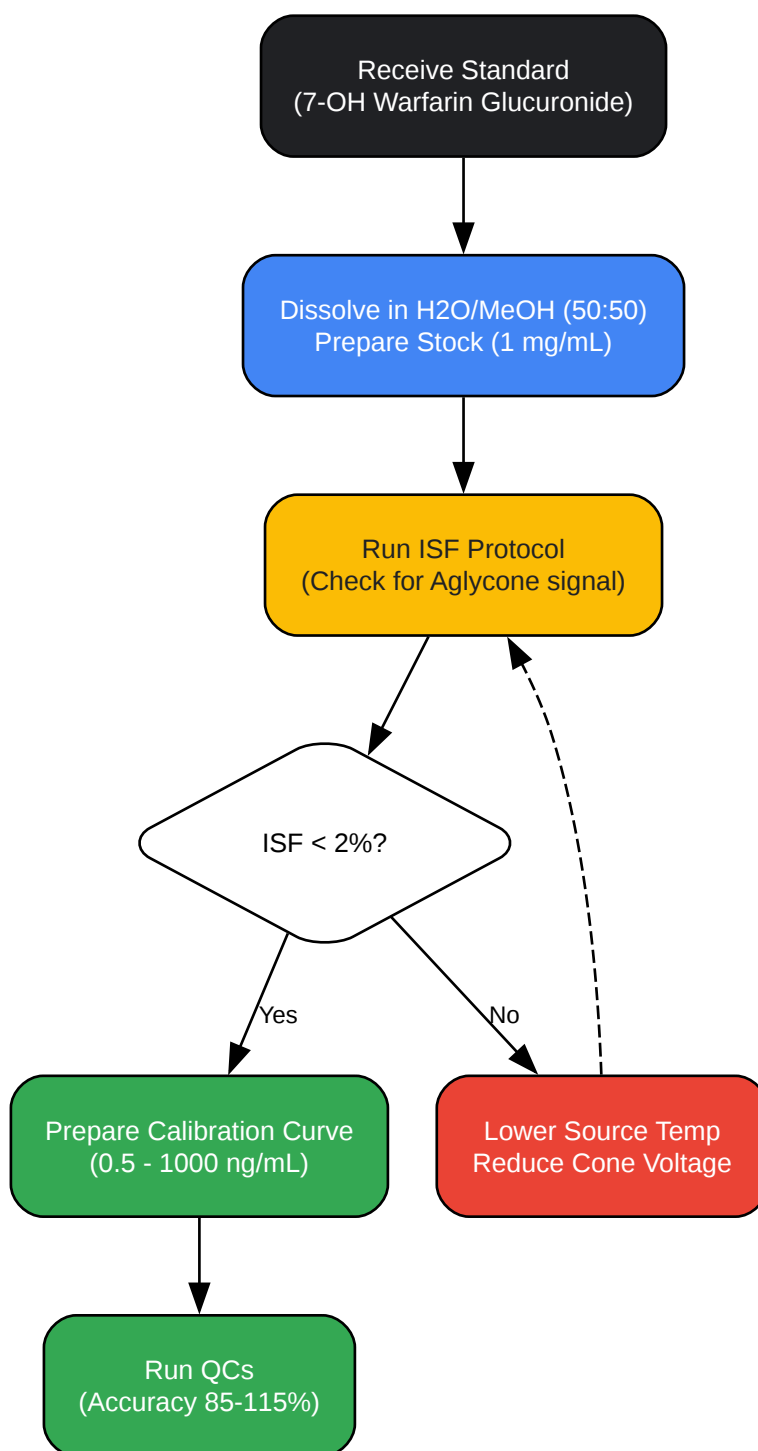 Receive Standard
(7-OH Warfarin Glucuronide)
Dissolve in H2O/MeOH (50:50)
Prepare Stock (1 mg/mL)
Run ISF Protocol
(Check for Aglycone signal)
ISF < 2%?
Yes
No
Prepare Calibration Curve
(0.5 - 1000 ng/mL)
Lower Source Temp
Reduce Cone Voltage
Run QCs
(Accuracy 85-115%)